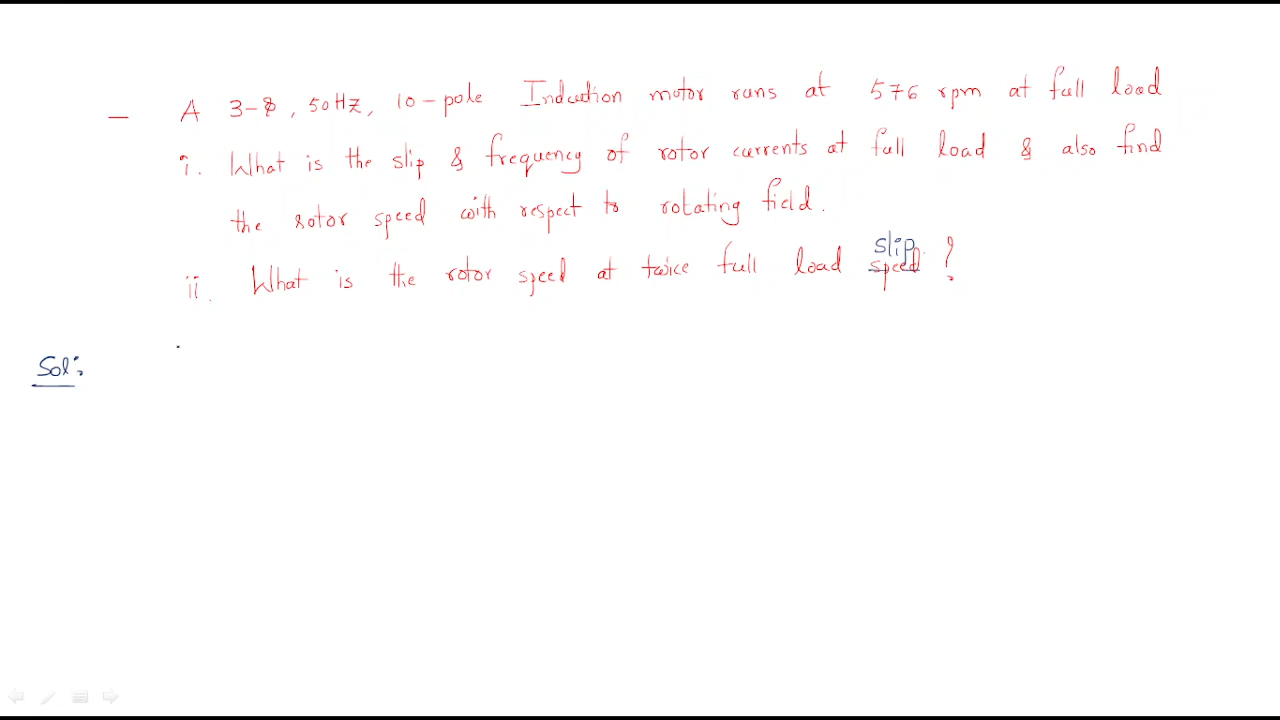 — A 3-φ, 50Hz, 10-pole Induction motor runs at 576 rpm at full load
i. What is the slip & frequency of rotor currents at full load & also find
the rotor speed with respect to rotating field.
slip
ii. What is the rotor speed at twice full load speed ?
Sol: